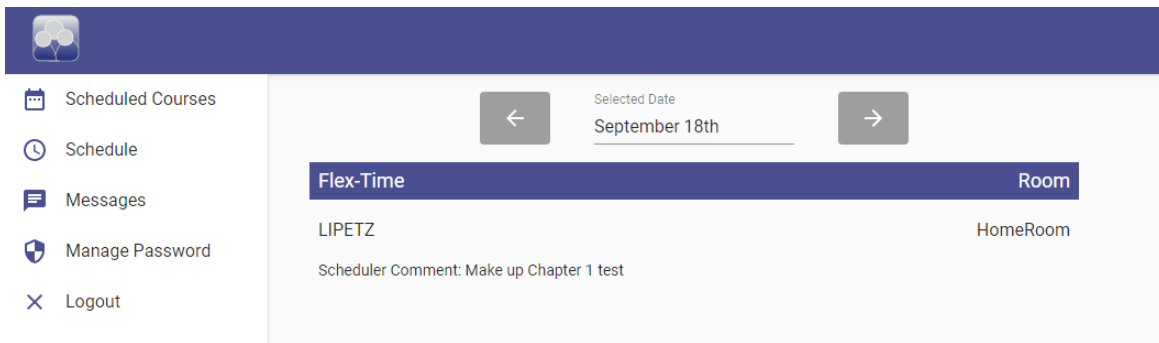 Scheduled Courses
Schedule
Messages
Manage Password
Logout
Selected Date
September 18th
Flex-Time Room
LIPETZ HomeRoom
Scheduler Comment: Make up Chapter 1 test